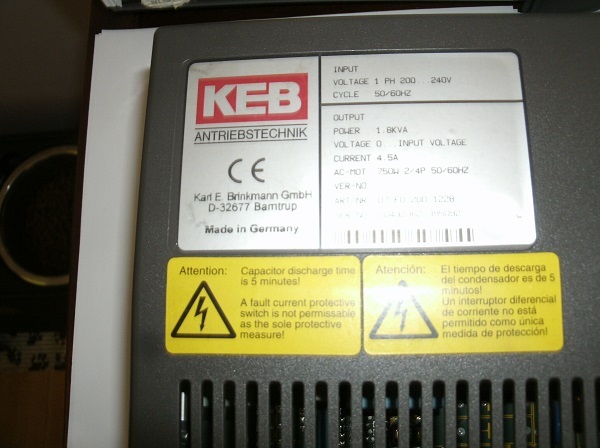 KEB
ANTRIEBSTECHNIK
CE
Karl E. Brinkmann GmbH
D-32677 Barntrup
Made in Germany
INPUT
VOLTAGE 1 PH 200...240V
CYCLE 50/60HZ
OUTPUT
POWER 1.8KVA
VOLTAGE 0...INPUT VOLTAGE
CURRENT 4.5A
AC-MOT 750W 2/4P 50/60HZ
VER-NO
ART-NR
Attention: Capacitor discharge time
is 5 minutes!
A fault current protective
switch is not permissable
as the sole protective
measure!
Atención: El tiempo de descarga
del condensador es de 5
minutos!
Un interruptor diferencial
de corriente no está
permitido como única
medida de protección!